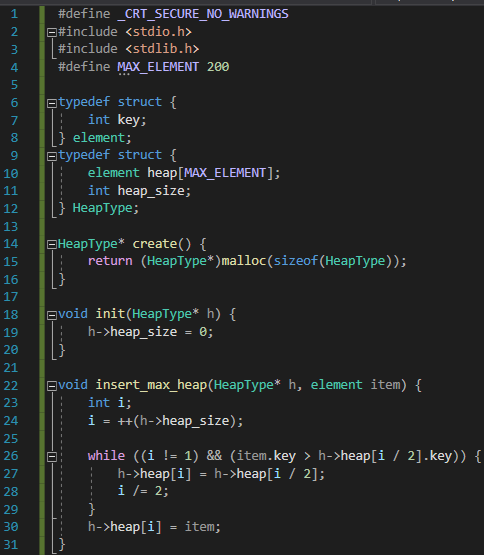 1 #define _CRT_SECURE_NO_WARNINGS
2 #include <stdio.h>
3 #include <stdlib.h>
4 #define MAX_ELEMENT 200
5
6 typedef struct {
7 int key;
8 } element;
9 typedef struct {
10 element heap[MAX_ELEMENT];
11 int heap_size;
12 } HeapType;
13
14 HeapType* create() {
15 return (HeapType*)malloc(sizeof(HeapType));
16 }
17
18 void init(HeapType* h) {
19 h->heap_size = 0;
20 }
21
22 void insert_max_heap(HeapType* h, element item) {
23 int i;
24 i = ++(h->heap_size);
25
26 while ((i != 1) && (item.key > h->heap[i / 2].key)) {
27 h->heap[i] = h->heap[i / 2];
28 i /= 2;
29 }
30 h->heap[i] = item;
31 }